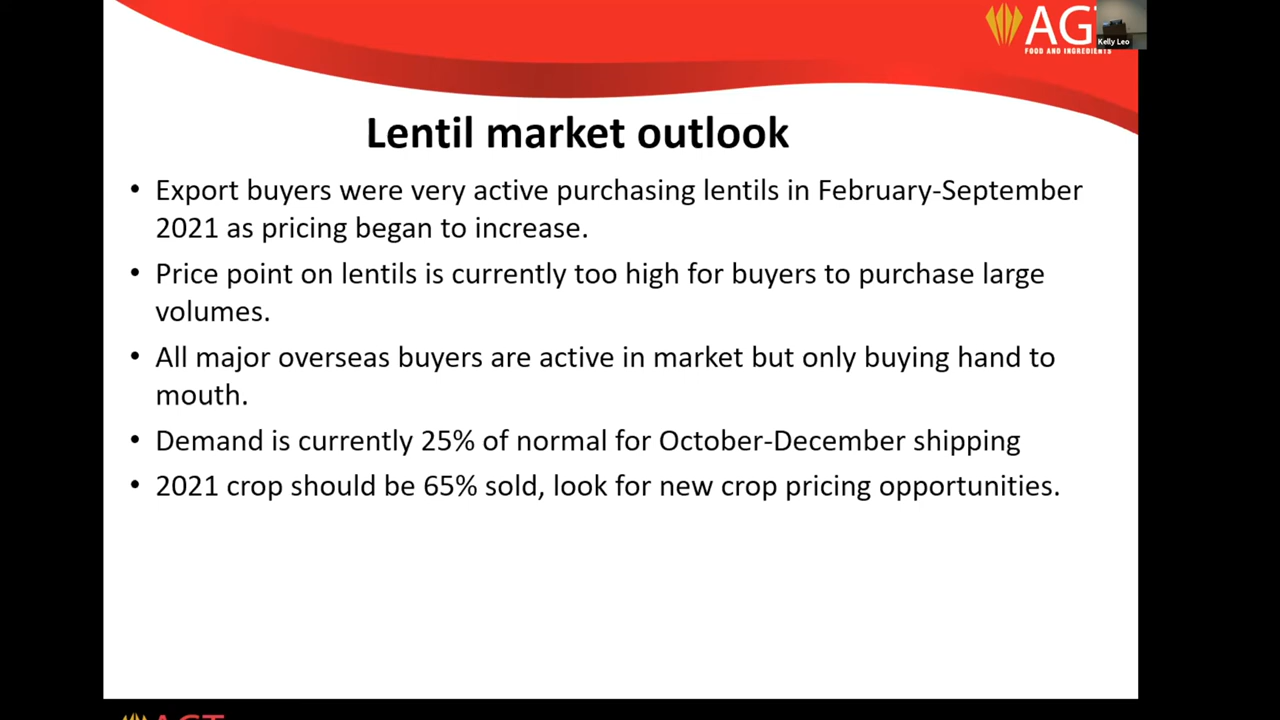 AG
Kelly Leo
FOOD AND INGREDIENTS
Lentil market outlook
• Export buyers were very active purchasing lentils in February-September
2021 as pricing began to increase.
• Price point on lentils is currently too high for buyers to purchase large
volumes.
• All major overseas buyers are active in market but only buying hand to
mouth.
• Demand is currently 25% of normal for October-December shipping
• 2021 crop should be 65% sold, look for new crop pricing opportunities.
AGT